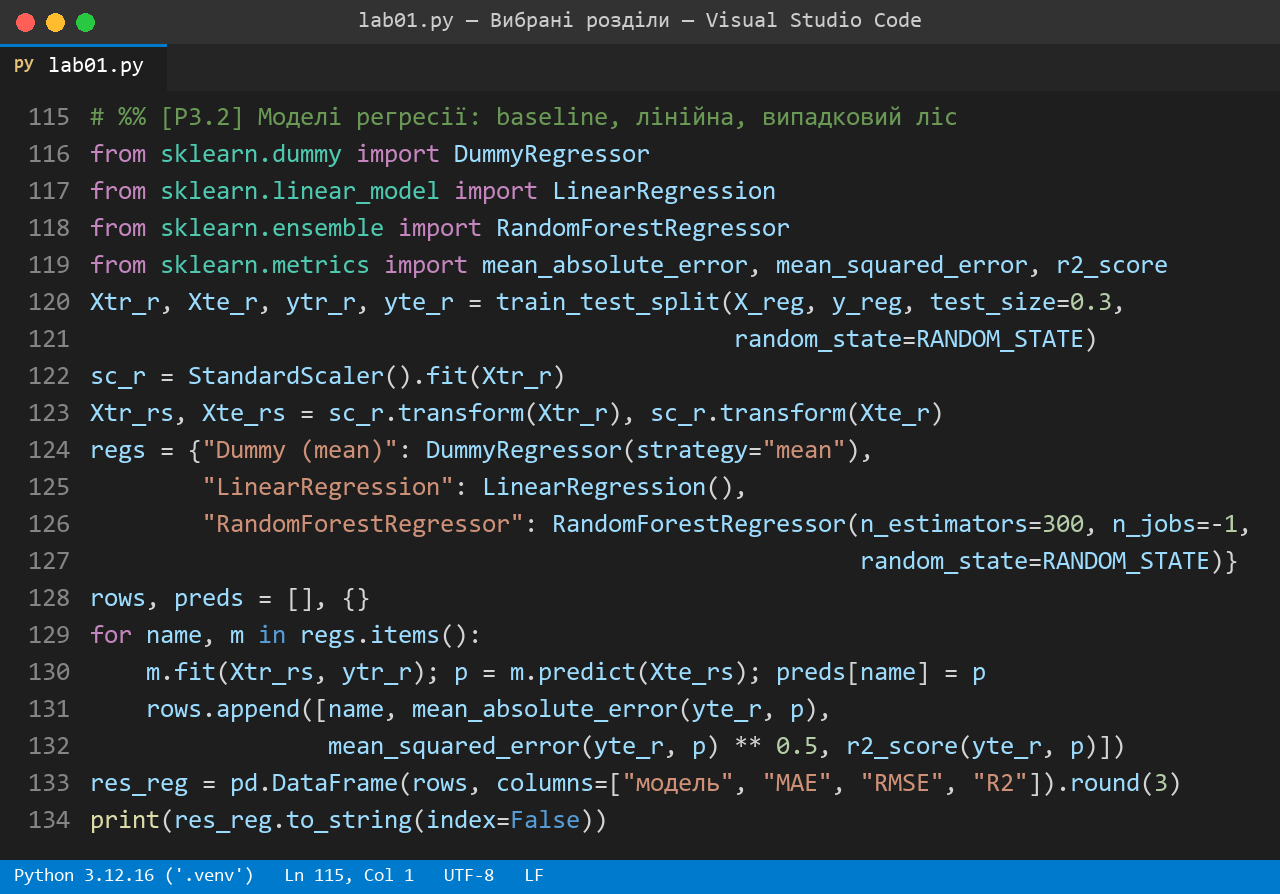 lab01.py — Вибрані розділи — Visual Studio Code
PY lab01.py
115 # %% [P3.2] Моделі регресії: baseline, лінійна, випадковий ліс
116 from sklearn.dummy import DummyRegressor
117 from sklearn.linear_model import LinearRegression
118 from sklearn.ensemble import RandomForestRegressor
119 from sklearn.metrics import mean_absolute_error, mean_squared_error, r2_score
120 Xtr_r, Xte_r, ytr_r, yte_r = train_test_split(X_reg, y_reg, test_size=0.3,
121                                               random_state=RANDOM_STATE)
122 sc_r = StandardScaler().fit(Xtr_r)
123 Xtr_rs, Xte_rs = sc_r.transform(Xtr_r), sc_r.transform(Xte_r)
124 regs = {"Dummy (mean)": DummyRegressor(strategy="mean"),
125         "LinearRegression": LinearRegression(),
126         "RandomForestRegressor": RandomForestRegressor(n_estimators=300, n_jobs=-1,
127                                                        random_state=RANDOM_STATE)}
128 rows, preds = [], {}
129 for name, m in regs.items():
130     m.fit(Xtr_rs, ytr_r); p = m.predict(Xte_rs); preds[name] = p
131     rows.append([name, mean_absolute_error(yte_r, p),
132                  mean_squared_error(yte_r, p) ** 0.5, r2_score(yte_r, p)])
133 res_reg = pd.DataFrame(rows, columns=["модель", "MAE", "RMSE", "R2"]).round(3)
134 print(res_reg.to_string(index=False))
Python 3.12.16 ('.venv') Ln 115, Col 1 UTF-8 LF